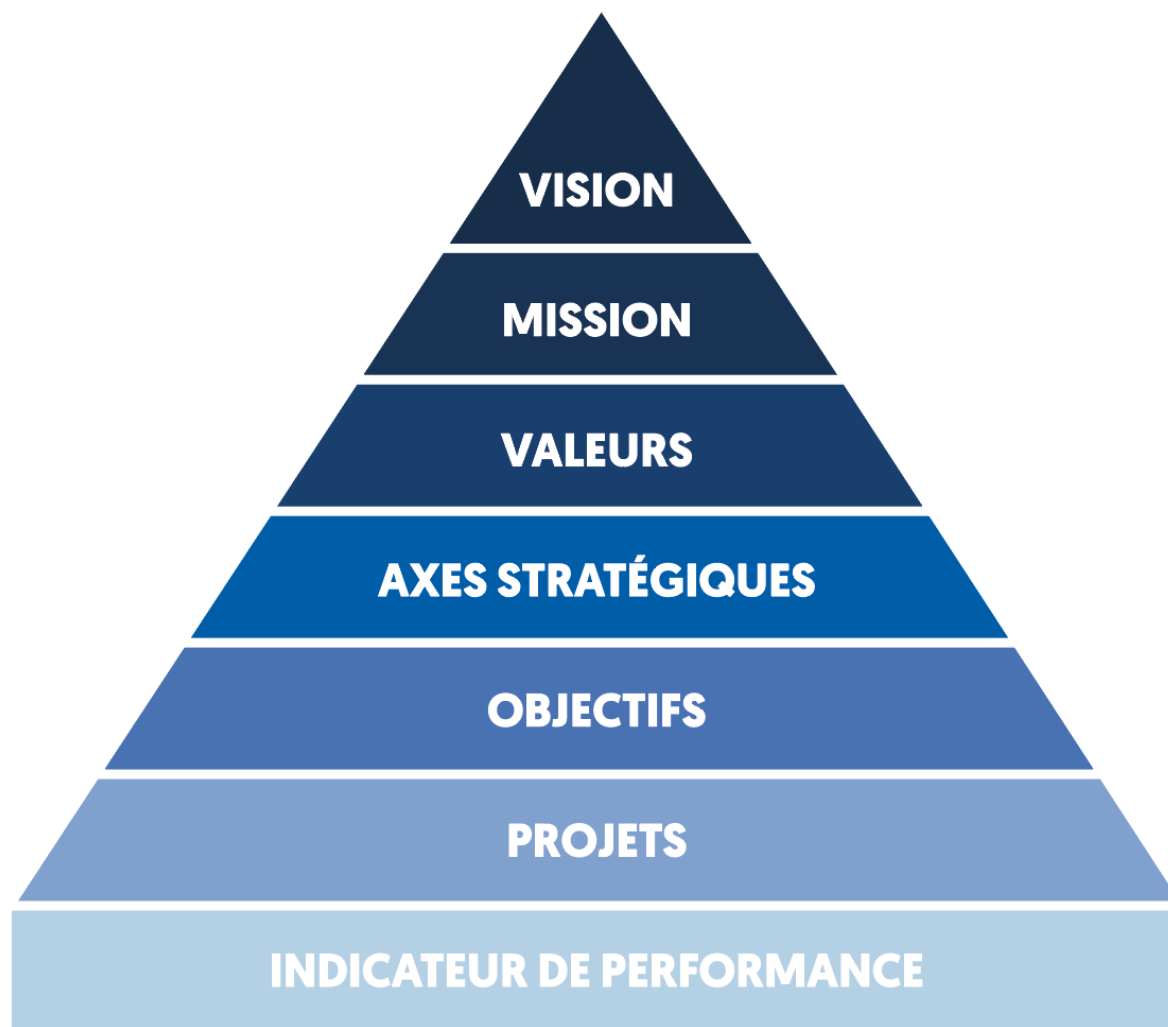 VISION
MISSION
VALEURS
AXES STRATÉGIQUES
OBJECTIFS
PROJETS
INDICATEUR DE PERFORMANCE